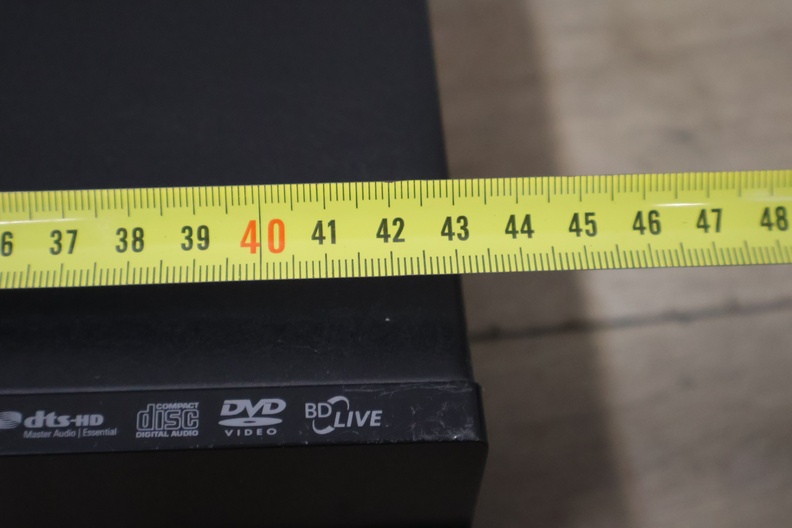 6 37 38 39 40 41 42 43 44 45 46 47 48
dts-HD
Master Audio | Essential
COMPACT
disc
DIGITAL AUDIO
DVD
VIDEO
BD LIVE